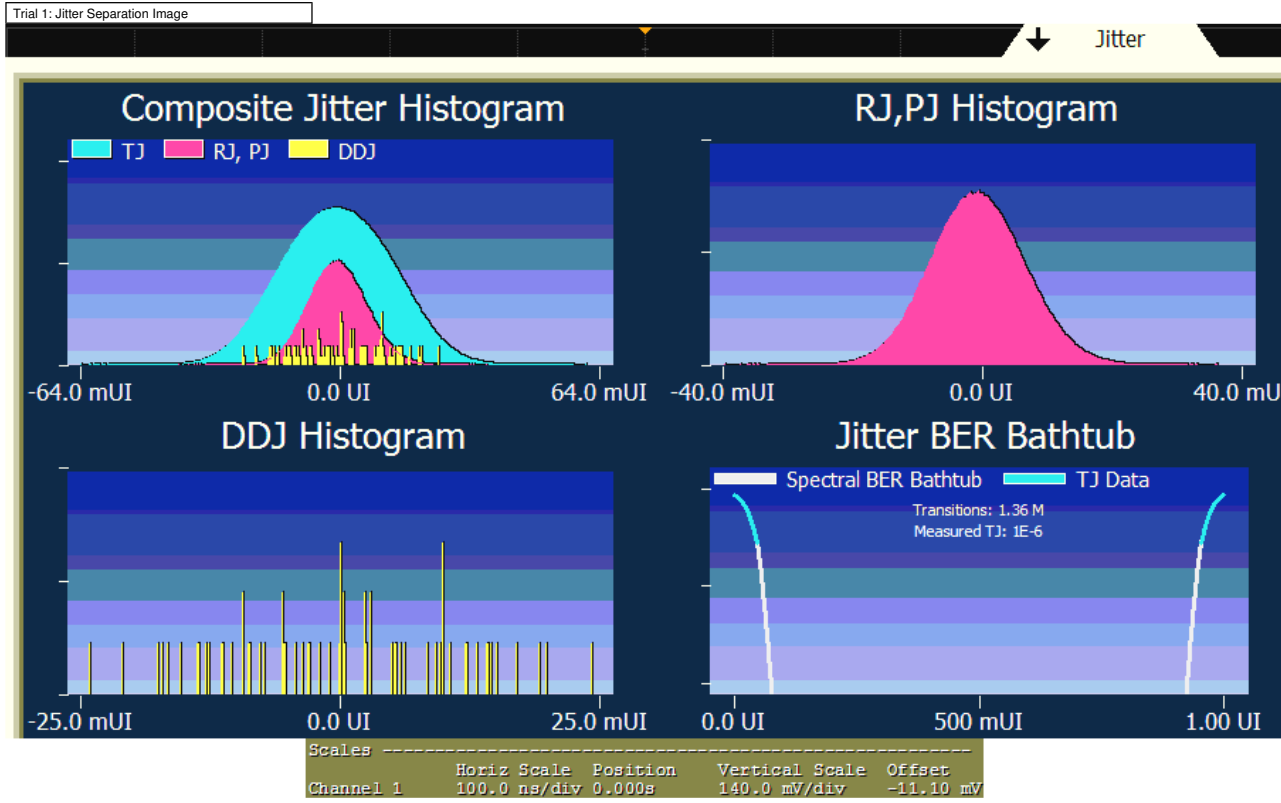 Trial 1: Jitter Separation Image
Jitter
Composite Jitter Histogram
TJ RJ, PJ DDJ
-64.0 mUI 0.0 UI 64.0 mUI
RJ,PJ Histogram
-40.0 mUI 0.0 UI 40.0 mU
DDJ Histogram
-25.0 mUI 0.0 UI 25.0 mUI
Jitter BER Bathtub
Spectral BER Bathtub TJ Data
Transitions: 1.36 M
Measured TJ: 1E-6
0.0 UI 500 mUI 1.00 UI
Scales
Horiz Scale Position Vertical Scale Offset
Channel 1 100.0 ns/div 0.000s 140.0 mV/div -11.10 mV